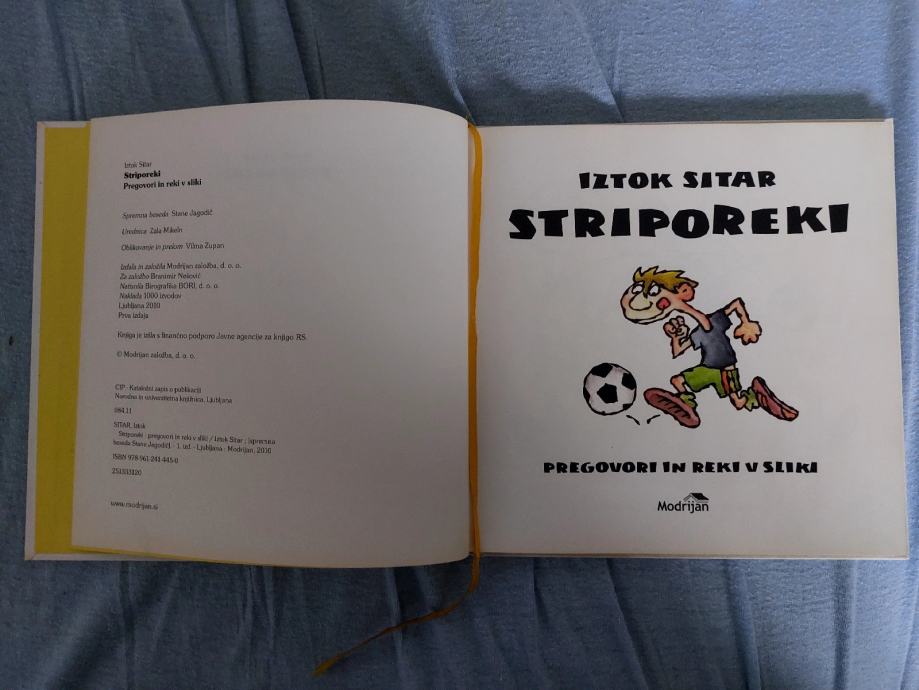 Iztok Sitar
Striporeki
Pregovori in reki v sliki
Spremna beseda Stane Jagodič
Urednica Zala Mikeln
Oblikovanje in prelom Vilma Zupan
Izdala in založila Modrijan založba, d. o. o.
Za založbo Branimir Nešović
Natisnila Birografika BORI, d. o. o.
Naklada 1000 izvodov
Ljubljana 2010
Prva izdaja
Knjiga je izšla s finančno podporo Javne agencije za knjigo RS.
© Modrijan založba, d. o. o.
CIP - Kataložni zapis o publikaciji
Narodna in univerzitetna knjižnica, Ljubljana
084.11
SITAR, Iztok
Striporeki : pregovori in reki v sliki / Iztok Sitar ; [spremna
beseda Stane Jagodič]. - 1. izd. - Ljubljana : Modrijan, 2010
ISBN 978-961-241-445-0
251333120
www.modrijan.si
IZTOK SITAR
STRIPOREKI
PREGOVORI IN REKI V SLIKI
Modrijan